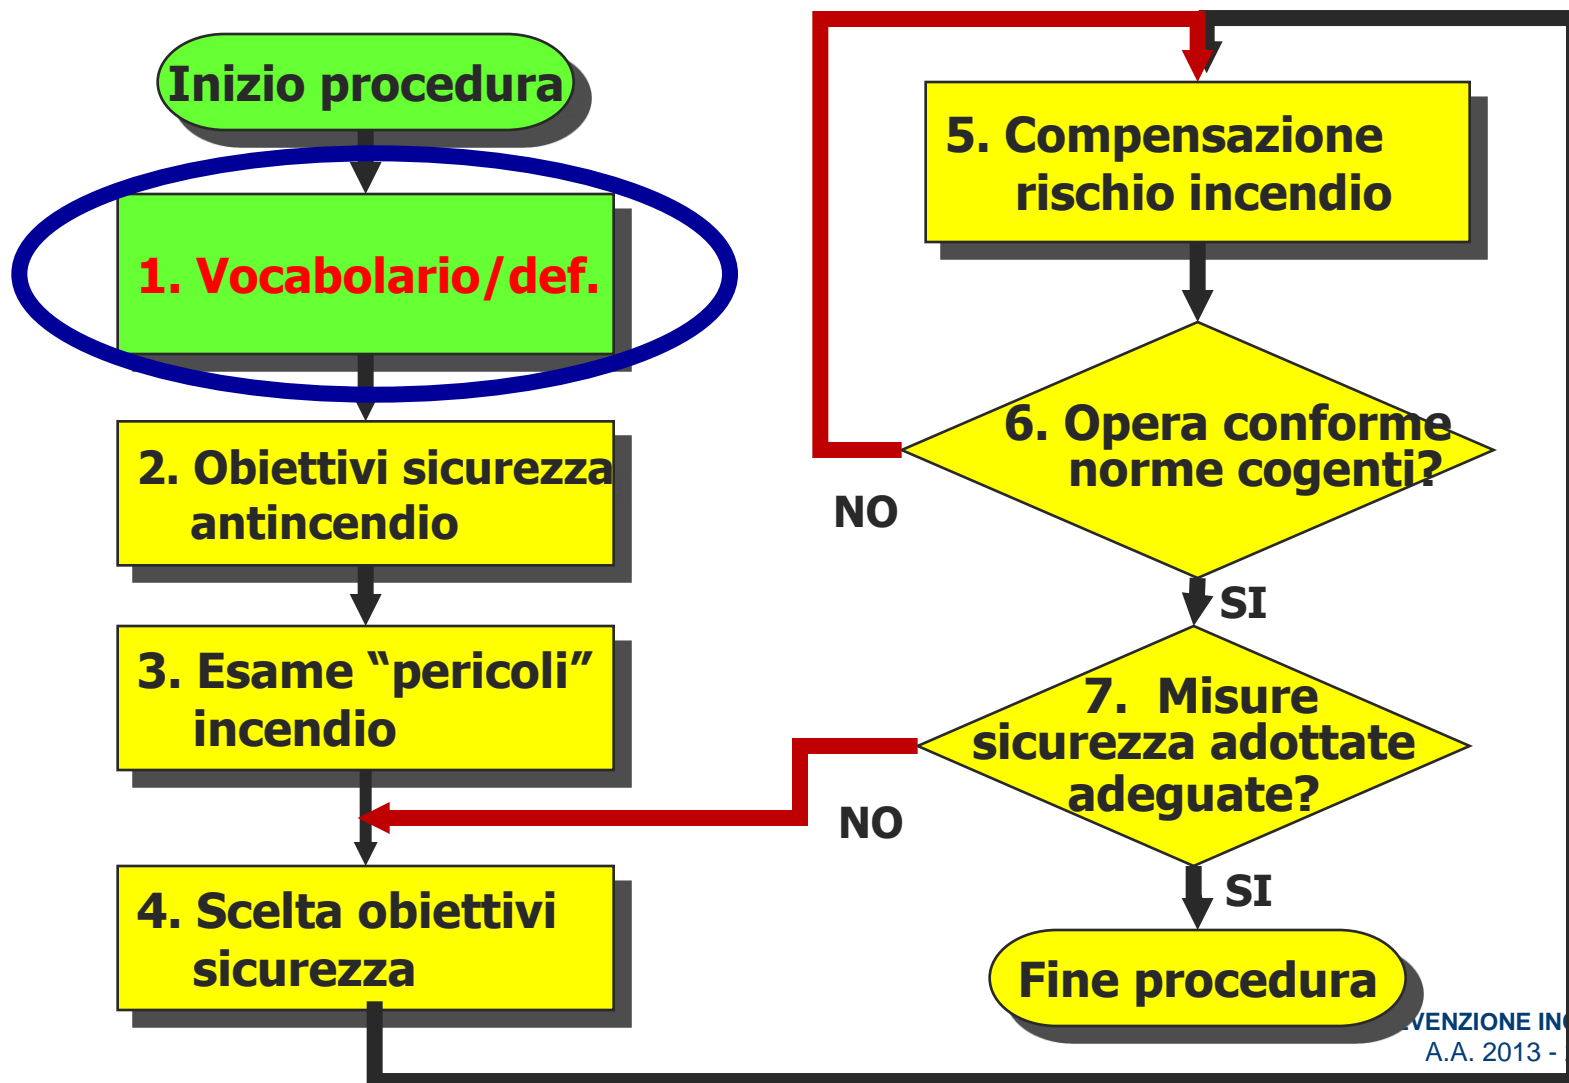 Inizio procedura
1. Vocabolario/def.
2. Obiettivi sicurezza
antincendio
3. Esame “pericoli”
incendio
4. Scelta obiettivi
sicurezza
5. Compensazione
rischio incendio
6. Opera conforme
norme cogenti?
NO
SI
7. Misure
sicurezza adottate
adeguate?
NO
SI
Fine procedura
A.A. 2013 -